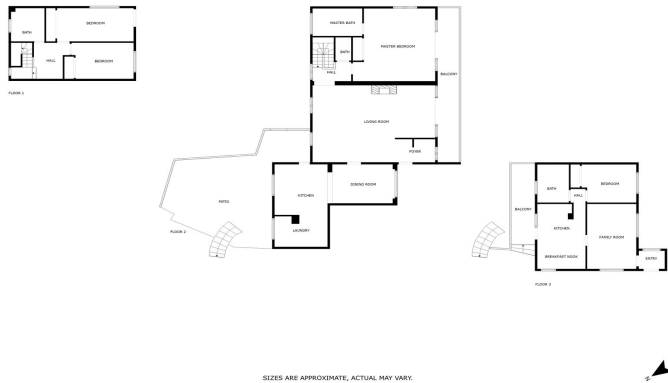 BATH
BEDROOM
HALL
BEDROOM
FLOOR 1
MASTER BATH
BATH
MASTER BEDROOM
HALL
BALCONY
LIVING ROOM
FOYER
KITCHEN
DINING ROOM
PATIO
LAUNDRY
FLOOR 2
BATH
BEDROOM
HALL
BALCONY
KITCHEN
FAMILY ROOM
BREAKFAST ROOM
ENTRY
FLOOR 3
SIZES ARE APPROXIMATE, ACTUAL MAY VARY.
N